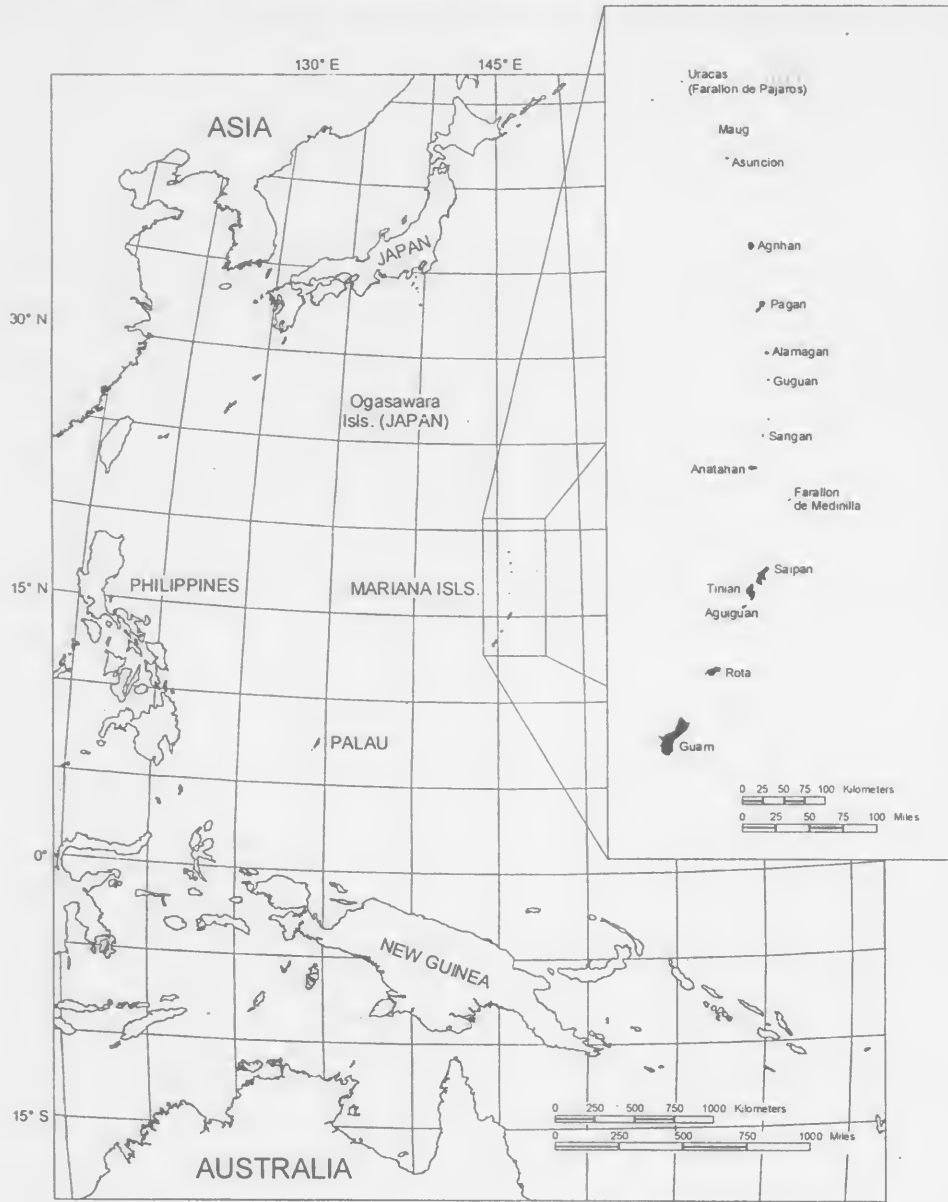 130° E
145° E
ASIA
JAPAN
30° N
Ogasawara
Isls. (JAPAN)
PHILIPPINES
15° N
MARIANA ISLS.
PALAU
0°
NEW GUINEA
15° S
AUSTRALIA
0 250 500 750 1000 Kilometers
0 250 500 750 1000 Miles
Uracas
(Farallon de Pajaros)
Maug
Asuncion
Agnhan
Pagan
Alamagan
Guguan
Sangan
Anatahan
Farallon
de Medinilla
Saipan
Tinian
Aguiguan
Rota
Guam
0 25 50 75 100 Kilometers
0 25 50 75 100 Miles